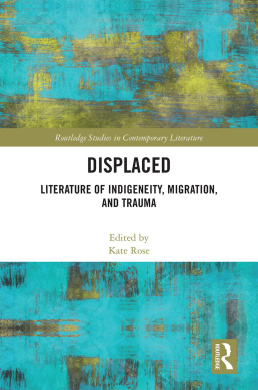 Routledge Studies in Contemporary Literature
DISPLACED
LITERATURE OF INDIGENEITY, MIGRATION,
AND TRAUMA
Edited by
Kate Rose
ROUTLEDGE